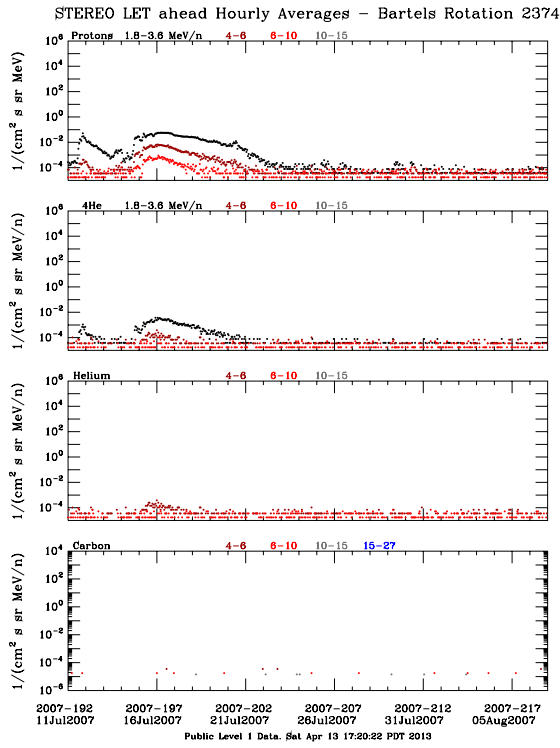 STEREO LET ahead Hourly Averages - Bartels Rotation 2374
Protons 1.8-3.6 MeV/n 4-6 6-10 10-15
10^6
10^4
10^2
10^0
10^-2
10^-4
1/(cm^2 s sr MeV)
4He 1.8-3.6 MeV/n 4-6 6-10 10-15
10^6
10^4
10^2
10^0
10^-2
10^-4
1/(cm^2 s sr MeV/n)
Helium 4-6 6-10 10-15
10^6
10^4
10^2
10^0
10^-2
10^-4
1/(cm^2 s sr MeV/n)
Carbon 4-6 6-10 10-15 15-27
10^4
10^2
10^0
10^-2
10^-4
10^-6
1/(cm^2 s sr MeV/n)
2007-192 2007-197 2007-202 2007-207 2007-212 2007-217
11Jul2007 16Jul2007 21Jul2007 26Jul2007 31Jul2007 05Aug2007
Public Level 1 Data. Sat Apr 13 17:20:22 PDT 2013